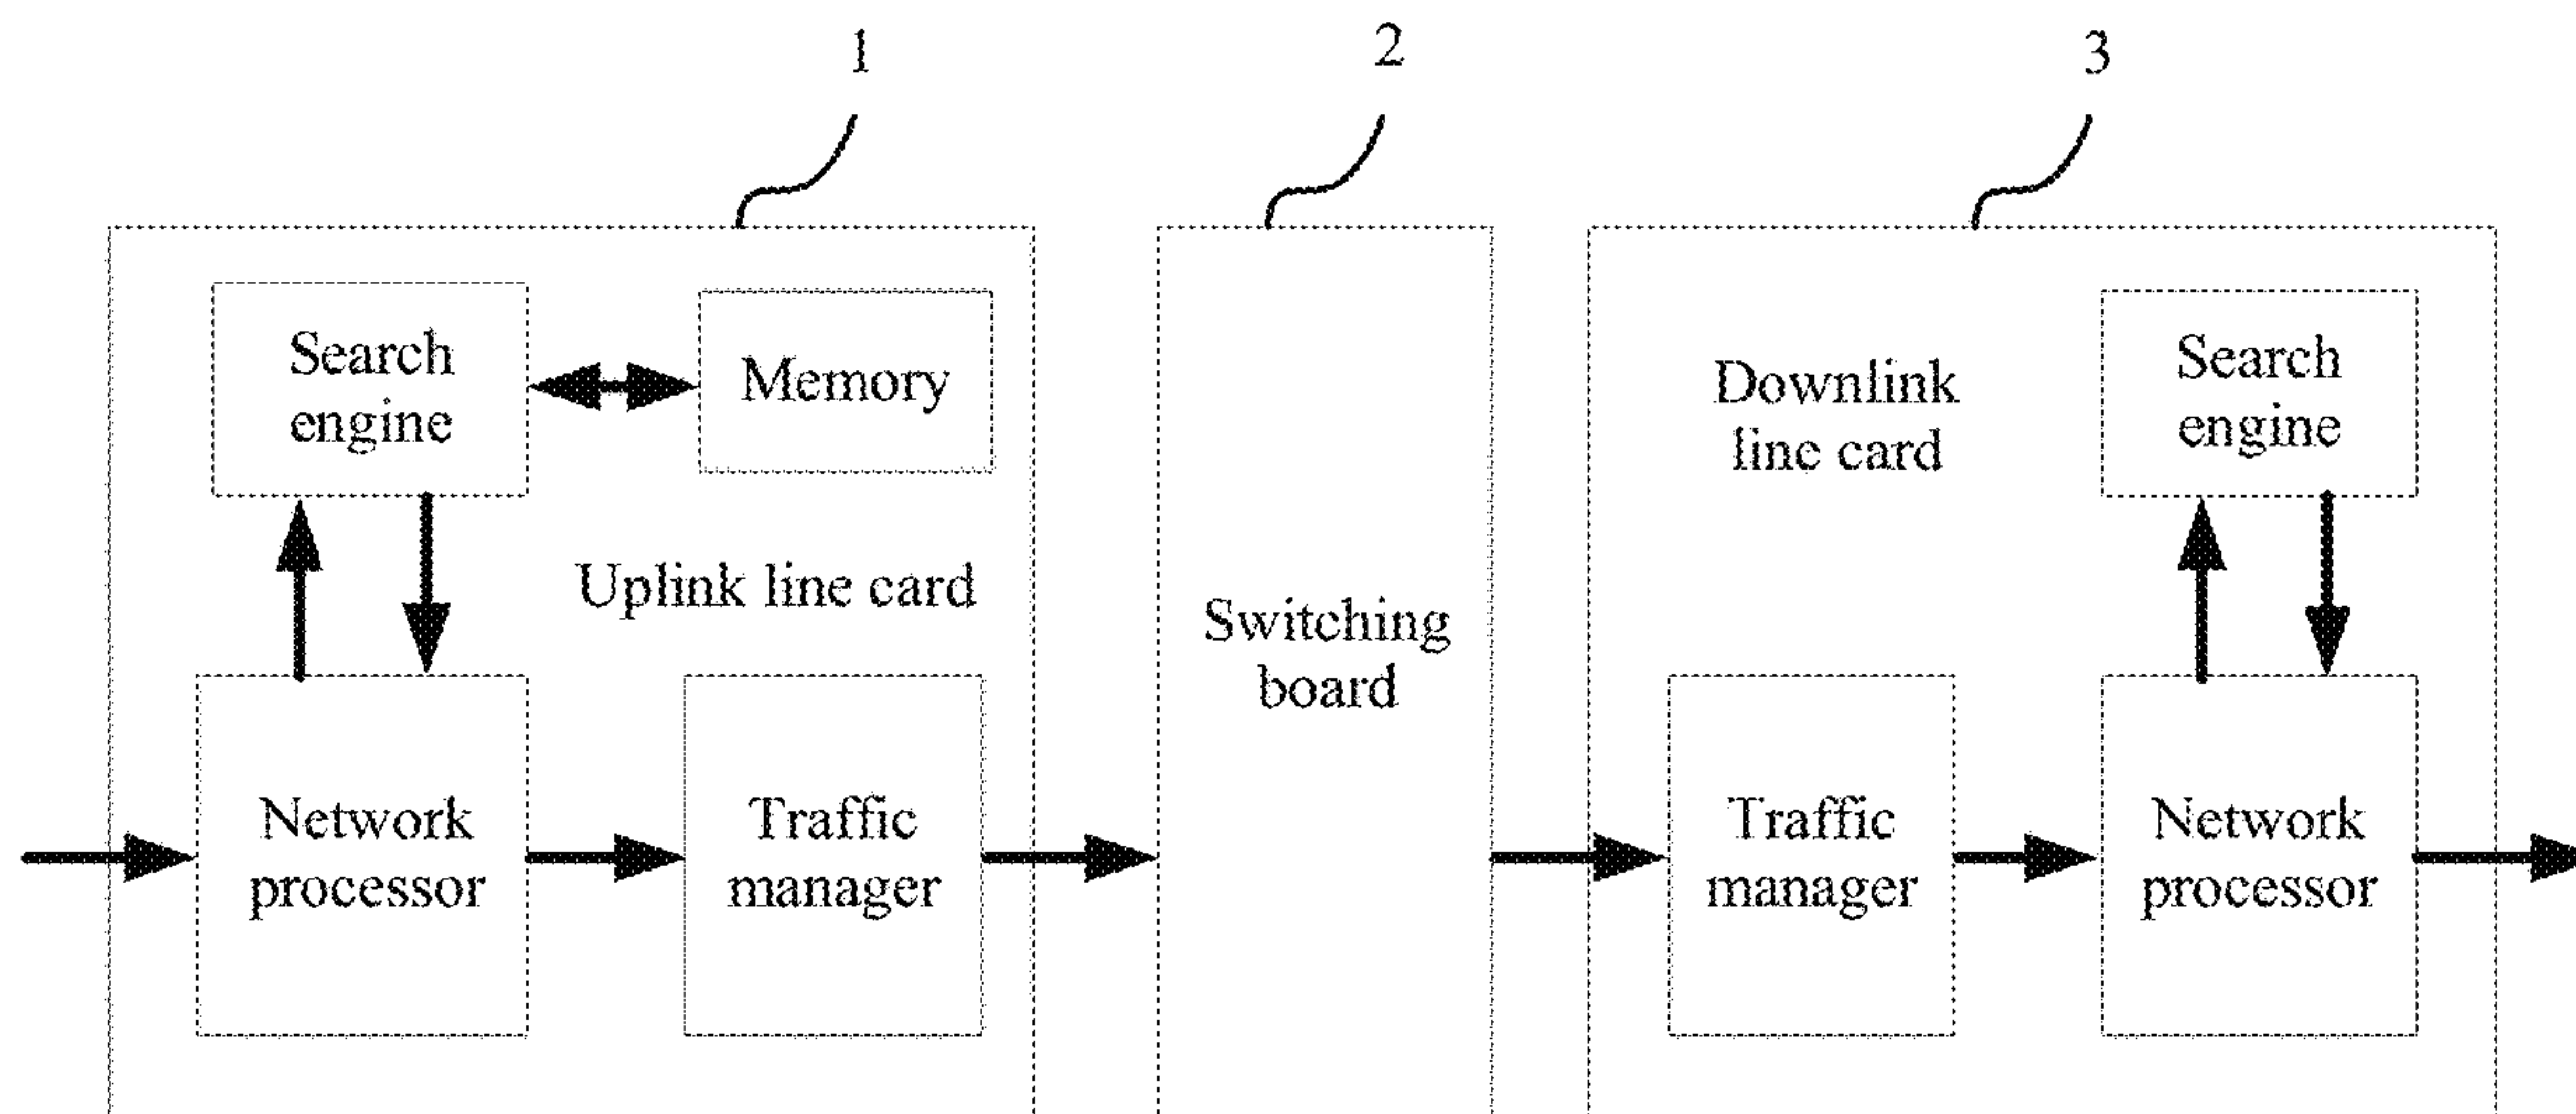 1
2
3
Search
engine
Memory
Uplink line card
Network
processor
Traffic
manager
Switching
board
Downlink
line card
Search
engine
Traffic
manager
Network
processor